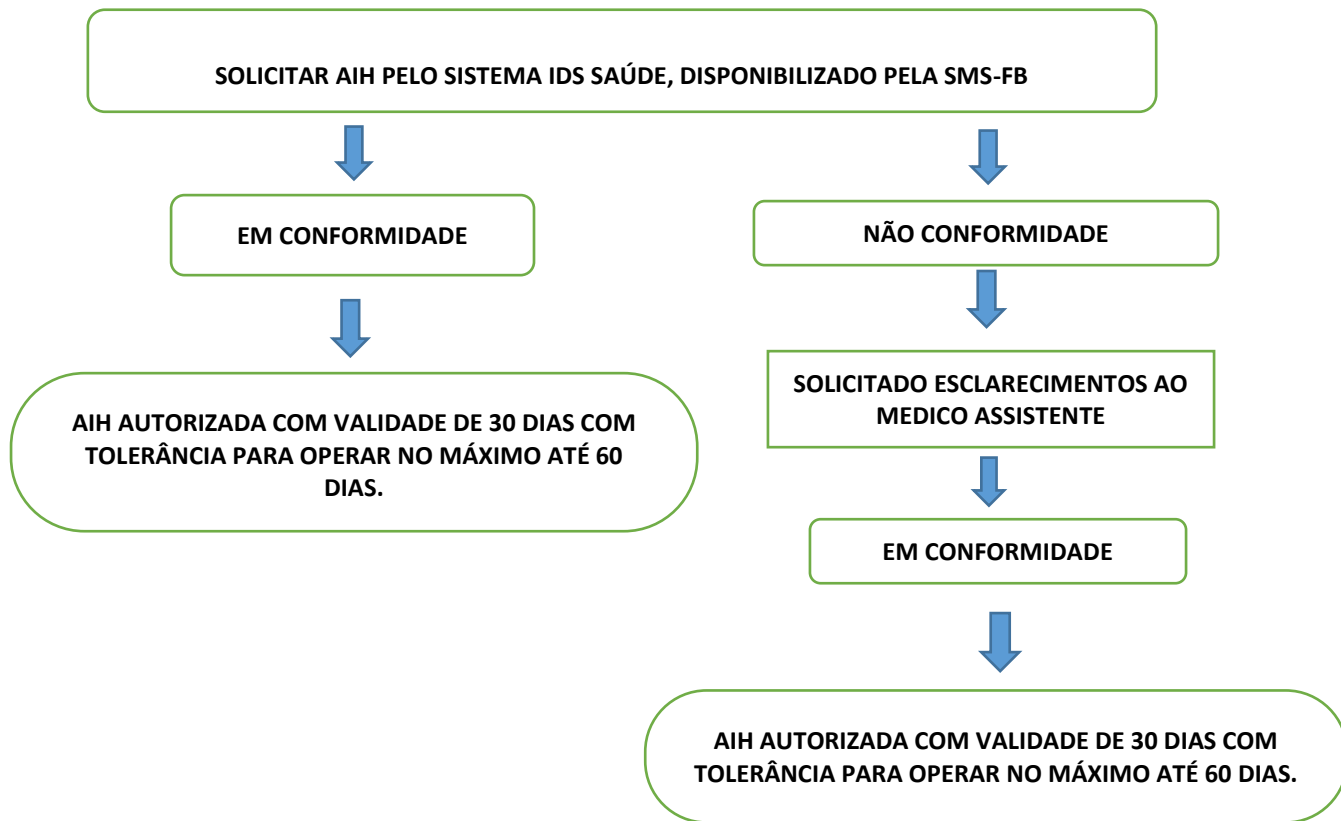 SOLICITAR AIH PELO SISTEMA IDS SAÚDE, DISPONIBILIZADO PELA SMS-FB
EM CONFORMIDADE
NÃO CONFORMIDADE
AIH AUTORIZADA COM VALIDADE DE 30 DIAS COM
TOLERÂNCIA PARA OPERAR NO MÁXIMO ATÉ 60
DIAS.
SOLICITADO ESCLARECIMENTOS AO
MEDICO ASSISTENTE
EM CONFORMIDADE
AIH AUTORIZADA COM VALIDADE DE 30 DIAS COM
TOLERÂNCIA PARA OPERAR NO MÁXIMO ATÉ 60 DIAS.